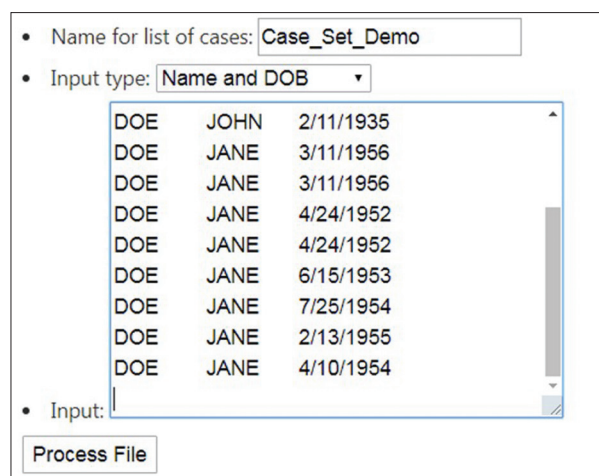 • Name for list of cases: Case_Set_Demo
• Input type: Name and DOB
DOE JOHN 2/11/1935
DOE JANE 3/11/1956
DOE JANE 3/11/1956
DOE JANE 4/24/1952
DOE JANE 4/24/1952
DOE JANE 6/15/1953
DOE JANE 7/25/1954
DOE JANE 2/13/1955
DOE JANE 4/10/1954
• Input:
Process File